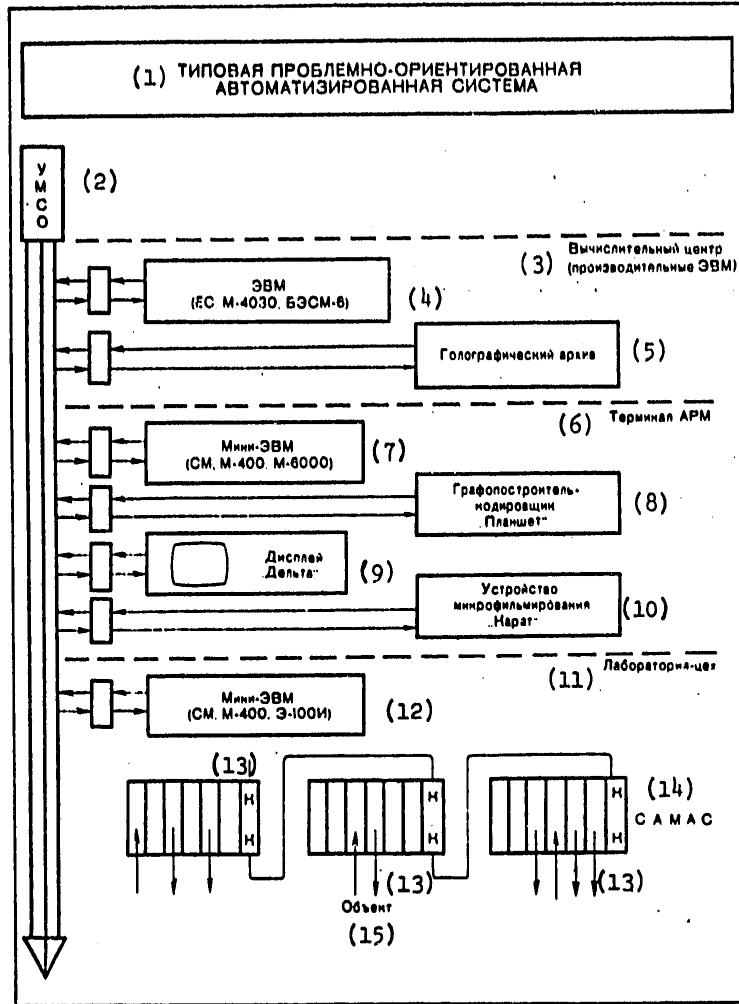 (1) ТИПОВАЯ ПРОБЛЕМНО-ОРИЕНТИРОВАННАЯ
АВТОМАТИЗИРОВАННАЯ СИСТЕМА
УМСО
(2)
(3) Вычислительный центр
(производительные ЭВМ)
ЭВМ
(ЕС М-4030, БЭСМ-6)
(4)
Голографический архив
(5)
(6) Терминал АРМ
Мини-ЭВМ
(СМ, М-400, М-6000)
(7)
Графопостроитель-
кодировщик
"Планшет"
(8)
Дисплей
"Дельта"
(9)
Устройство
микрофильмирования
"Карат"
(10)
(11) Лаборатория-цех
Мини-ЭВМ
(СМ, М-400, Э-100И)
(12)
(13)
К
К
К
К
К
К
(14)
САМАС
(13)
(13)
Объект
(15)